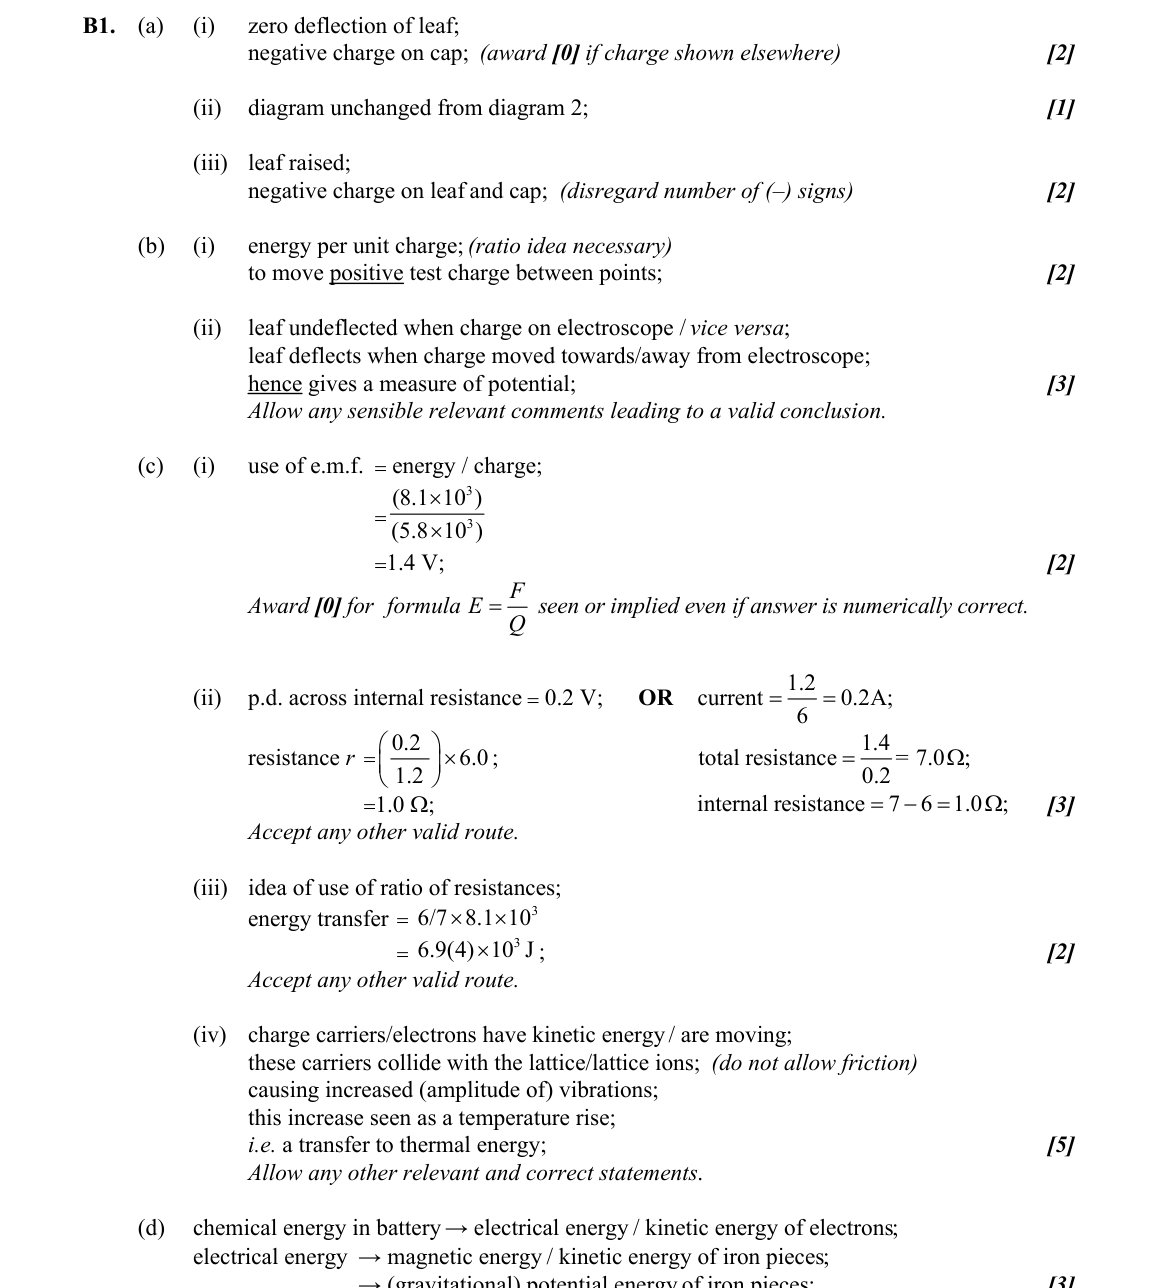 B1. (a) (i) zero deflection of leaf;
negative charge on cap; (award [0] if charge shown elsewhere) [2]
(ii) diagram unchanged from diagram 2; [1]
(iii) leaf raised;
negative charge on leaf and cap; (disregard number of (–) signs) [2]
(b) (i) energy per unit charge; (ratio idea necessary)
to move positive test charge between points; [2]
(ii) leaf undeflected when charge on electroscope / vice versa;
leaf deflects when charge moved towards/away from electroscope;
hence gives a measure of potential; [3]
Allow any sensible relevant comments leading to a valid conclusion.
(c) (i) use of e.m.f. = energy / charge;
= (8.1×10³) / (5.8×10³)
=1.4 V; [2]
Award [0] for formula E = F/Q seen or implied even if answer is numerically correct.
(ii) p.d. across internal resistance = 0.2 V; OR current = 1.2/6 = 0.2A;
resistance r = (0.2/1.2) × 6.0 ; total resistance = 1.4/0.2 = 7.0Ω;
=1.0 Ω; internal resistance = 7 – 6 = 1.0Ω; [3]
Accept any other valid route.
(iii) idea of use of ratio of resistances;
energy transfer = 6/7×8.1×10³
= 6.9(4)×10³ J ; [2]
Accept any other valid route.
(iv) charge carriers/electrons have kinetic energy / are moving;
these carriers collide with the lattice/lattice ions; (do not allow friction)
causing increased (amplitude of) vibrations;
this increase seen as a temperature rise;
i.e. a transfer to thermal energy; [5]
Allow any other relevant and correct statements.
(d) chemical energy in battery → electrical energy / kinetic energy of electrons;
electrical energy → magnetic energy / kinetic energy of iron pieces;
→ (gravitational) potential energy of iron pieces; [3]